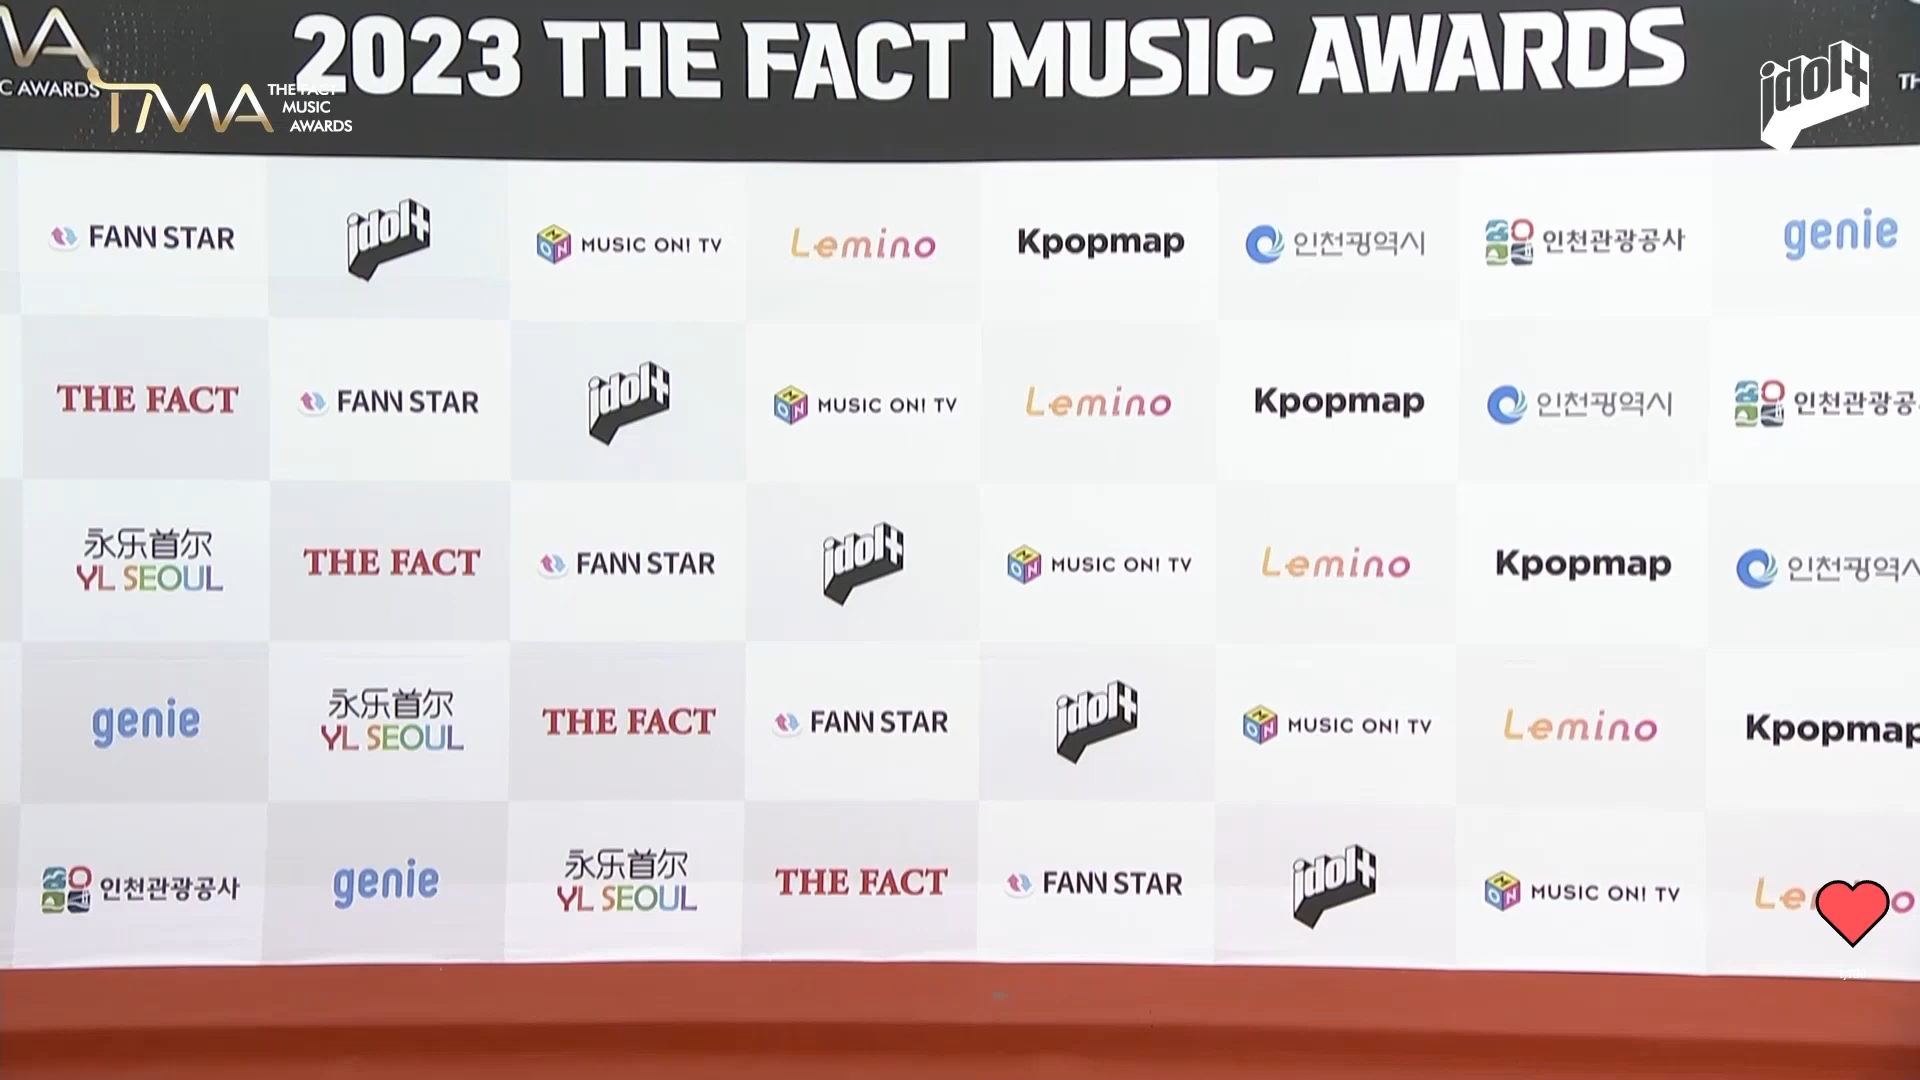 2023 THE FACT MUSIC AWARDS
C AWARDS
TMA THE FACT
MUSIC
AWARDS
idol+
FANN STAR idol+ MUSIC ON! TV Lemino Kpopmap 인천광역시 인천관광공사 genie
THE FACT FANN STAR idol+ MUSIC ON! TV Lemino Kpopmap 인천광역시 인천관광공
永乐首尔
YL SEOUL THE FACT FANN STAR idol+ MUSIC ON! TV Lemino Kpopmap 인천광역시
genie 永乐首尔
YL SEOUL THE FACT FANN STAR idol+ MUSIC ON! TV Lemino Kpopmap
인천관광공사 genie 永乐首尔
YL SEOUL THE FACT FANN STAR idol+ MUSIC ON! TV